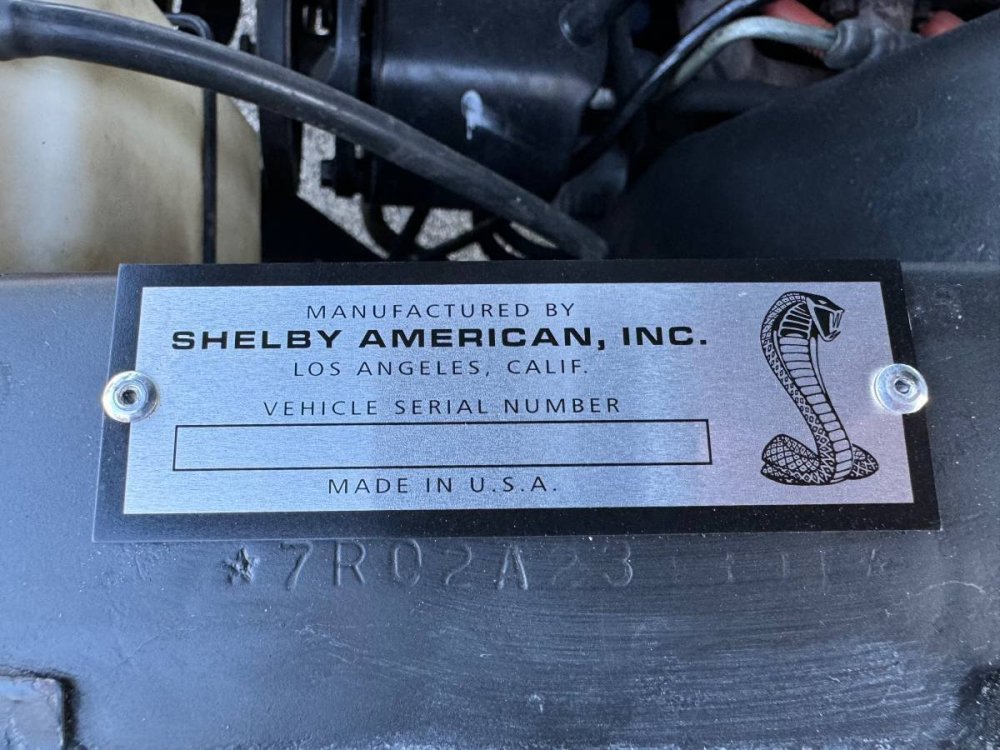 MANUFACTURED BY
SHELBY AMERICAN, INC.
LOS ANGELES, CALIF.
VEHICLE SERIAL NUMBER
MADE IN U.S.A.
★7R02A23